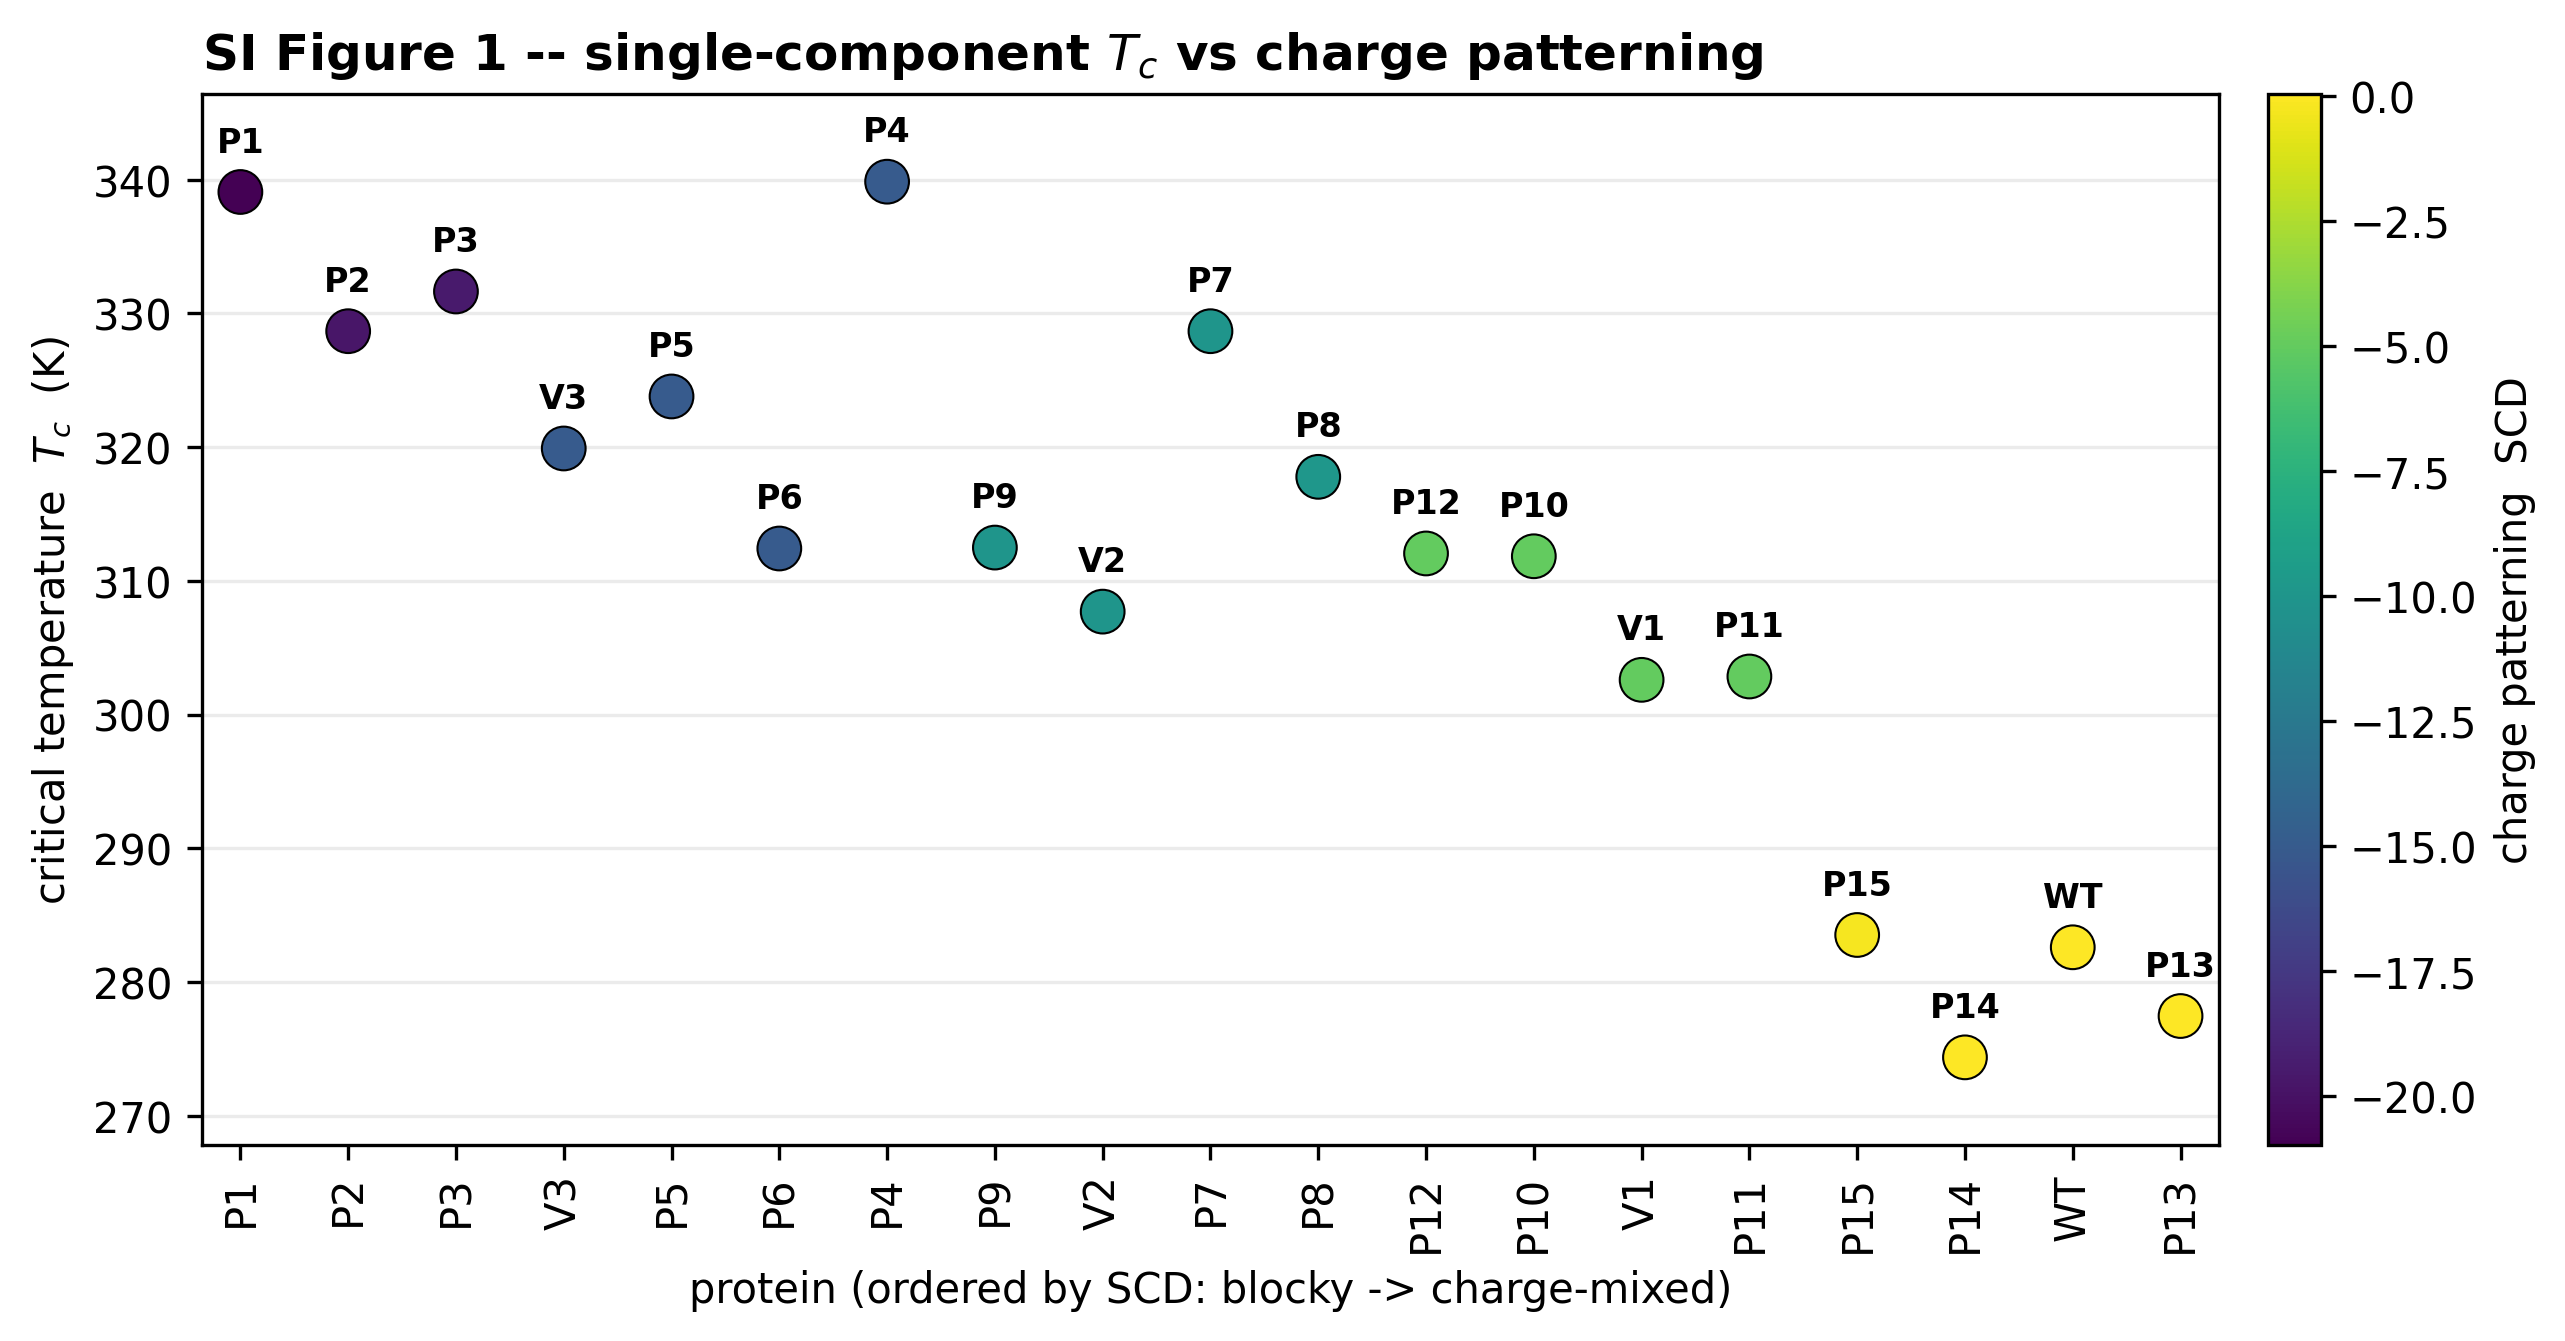 SI Figure 1 -- single-component T_c vs charge patterning
critical temperature T_c (K)
340
330
320
310
300
290
280
270
P1
P2
P3
V3
P5
P6
P4
P9
V2
P7
P8
P12
P10
V1
P11
P15
P14
WT
P13
P1
P2
P3
V3
P5
P6
P4
P9
V2
P7
P8
P12
P10
V1
P11
P15
P14
WT
P13
protein (ordered by SCD: blocky -> charge-mixed)
0.0
−2.5
−5.0
−7.5
−10.0
−12.5
−15.0
−17.5
−20.0
charge patterning SCD